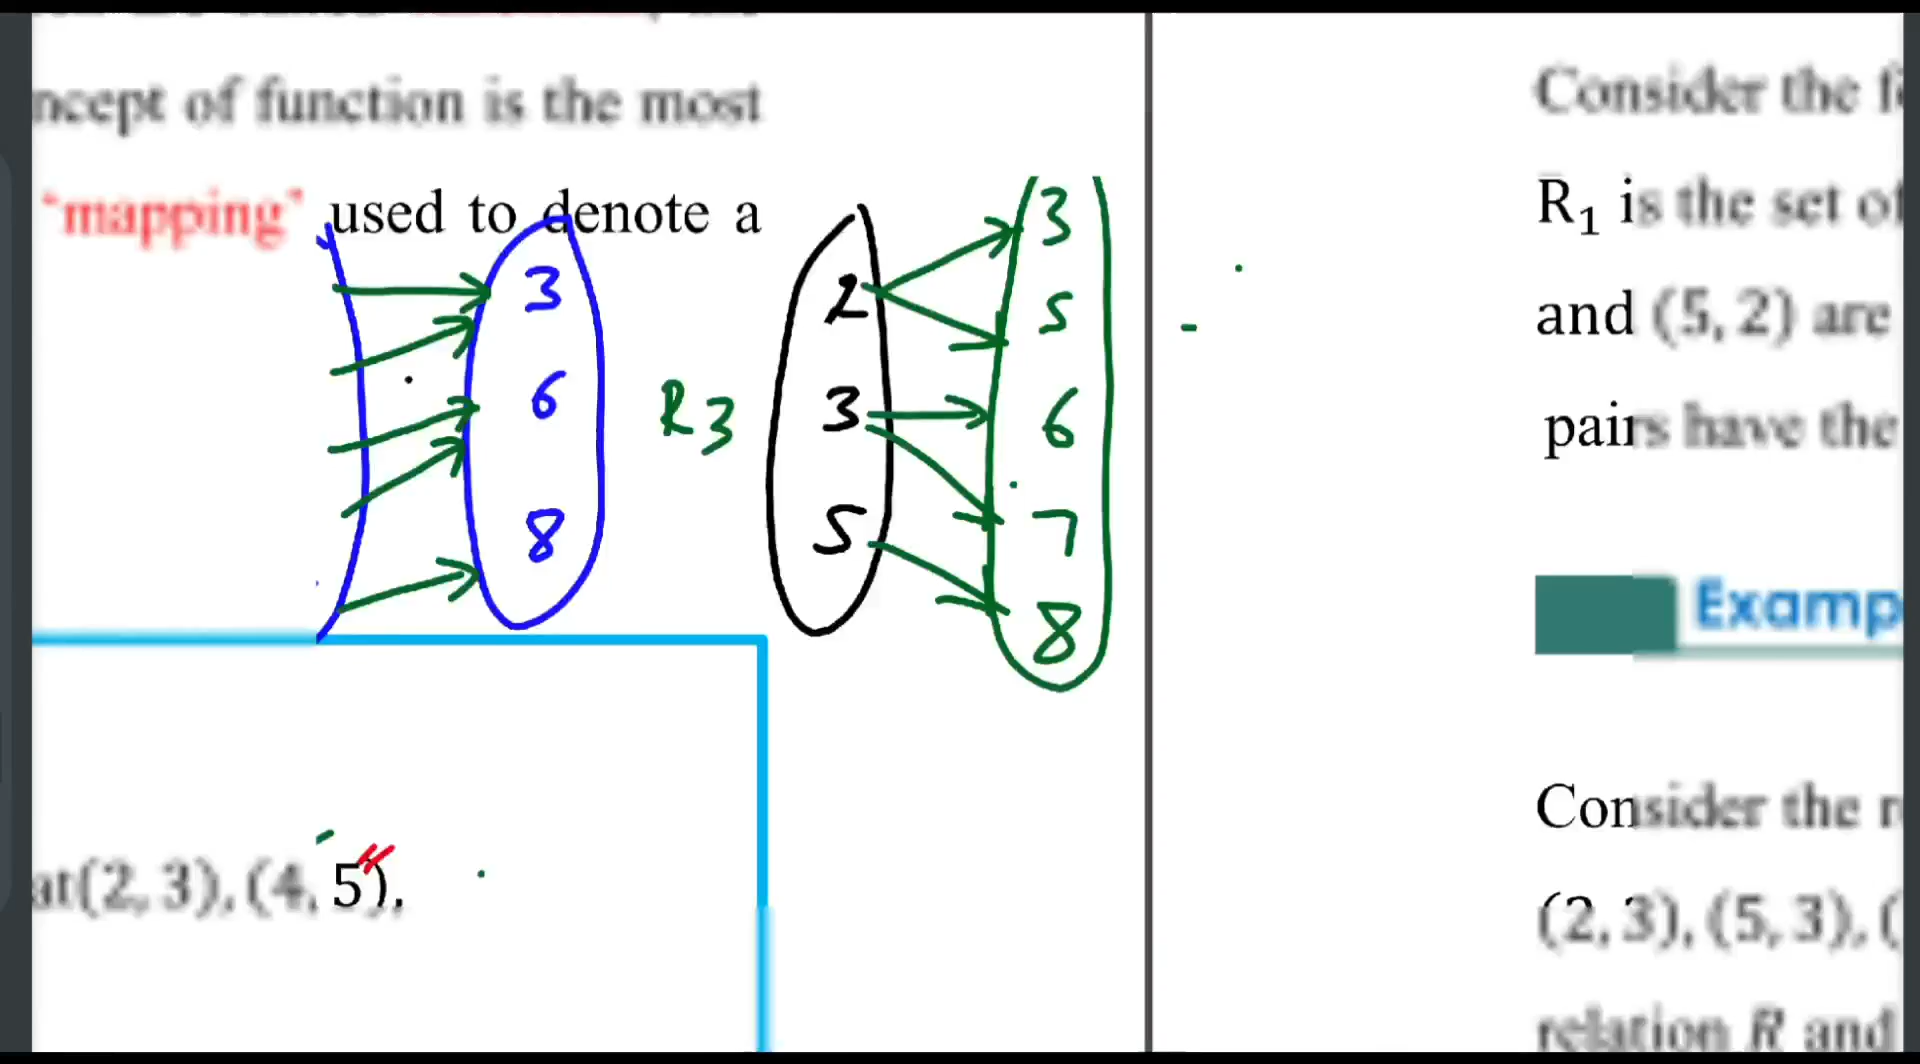 ncept of function is the most
"mapping" used to denote a
3
6
8
R3
2
3
5
3
5
6
7
8
at(2, 3), (4, 5),
Consider the
R₁ is the set of
and (5, 2) are
pairs have the
Examp
Consider the
(2, 3), (5, 3), (
relation R and